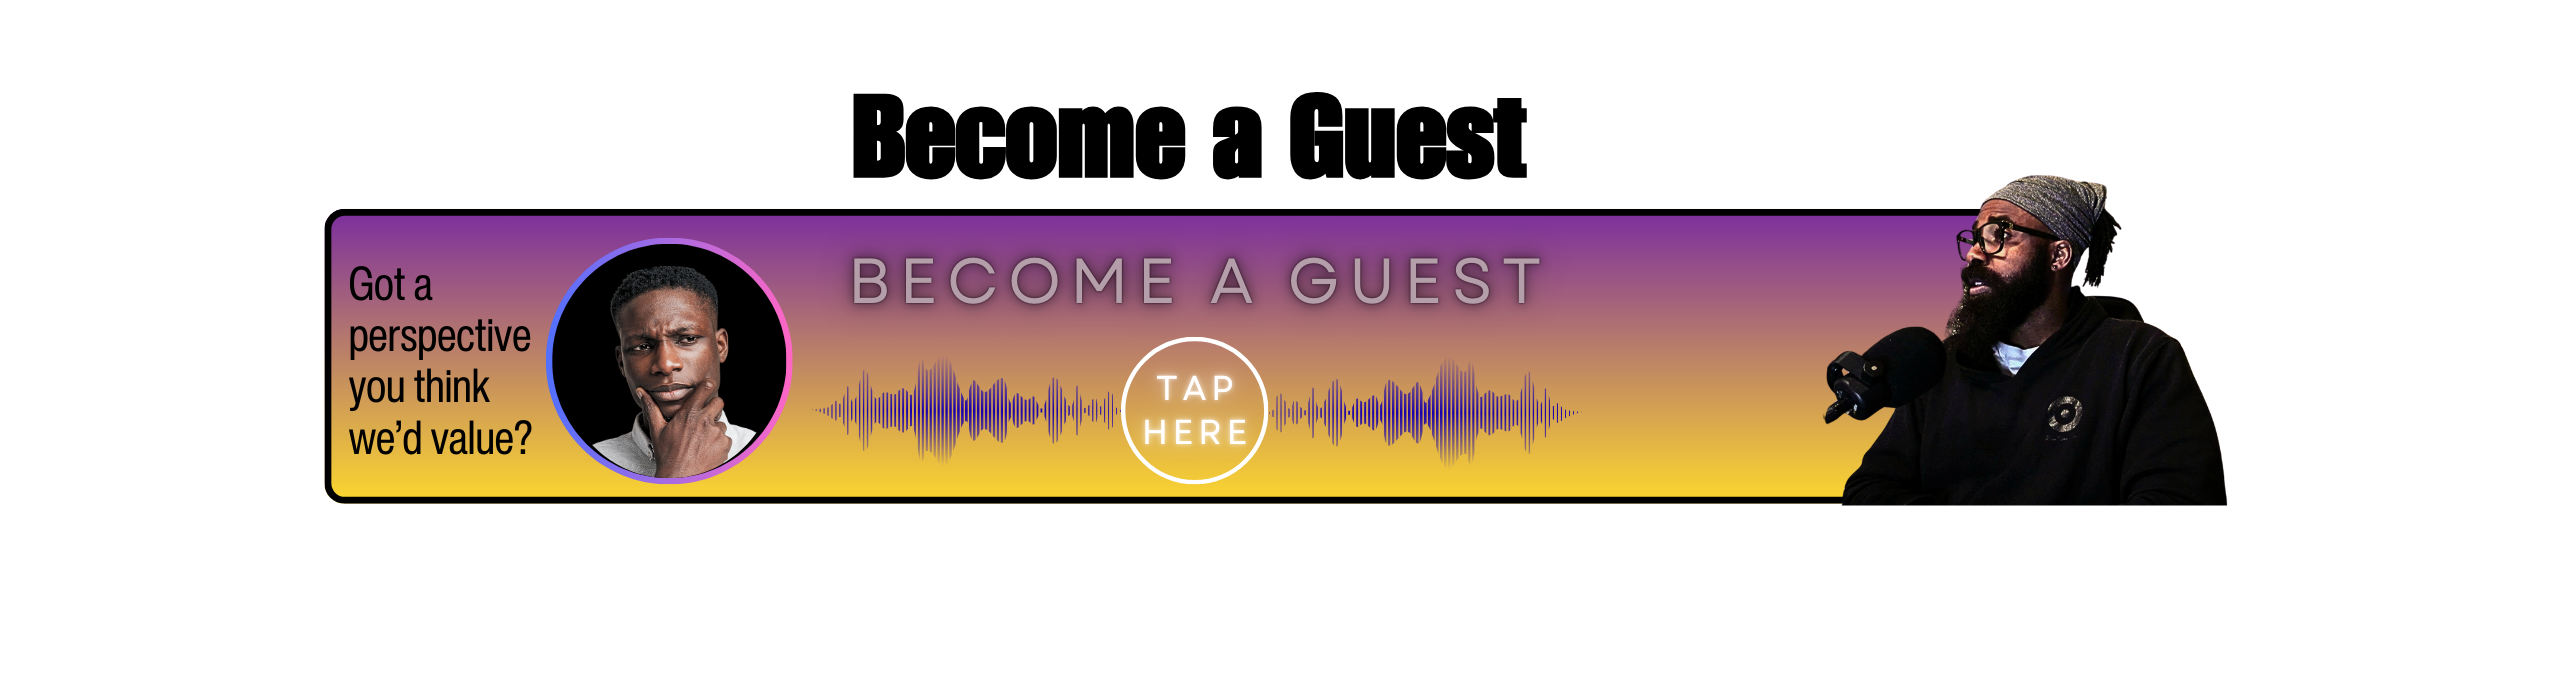 Become a Guest
Got a
perspective
you think
we'd value?
BECOME A GUEST
TAP
HERE